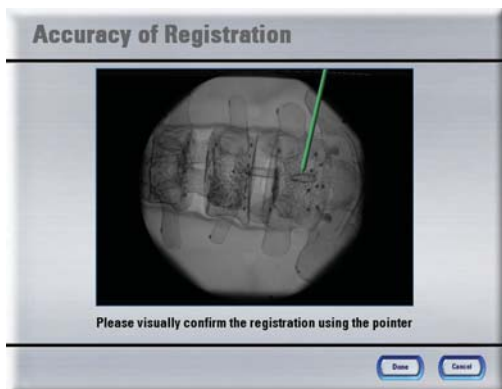 Accuracy of Registration
Please visually confirm the registration using the pointer
Done
Cancel